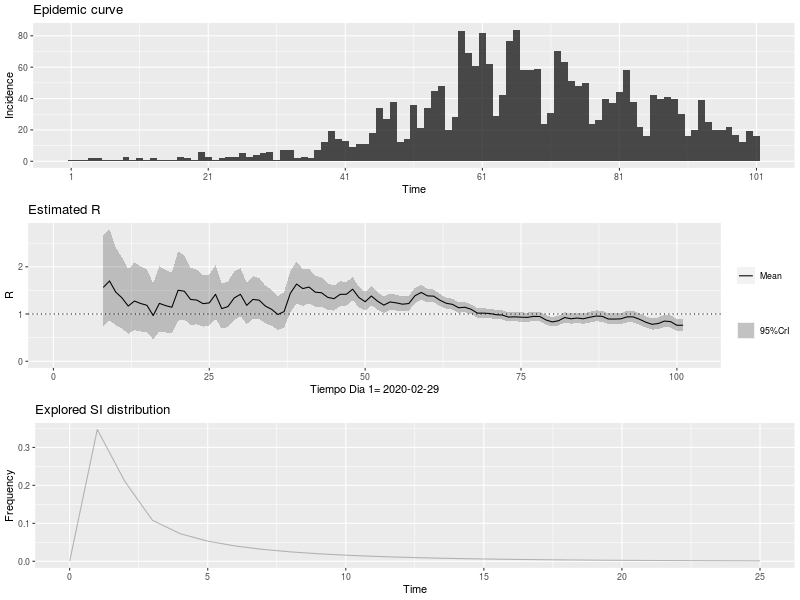 Epidemic curve
80
60
40
20
0
Incidence
1 21 41 61 81 101
Time
Estimated R
2
1
0
R
0 25 50 75 100
Tiempo Dia 1= 2020-02-29
Mean
95%CrI
Explored SI distribution
0.3
0.2
0.1
0.0
Frequency
0 5 10 15 20 25
Time